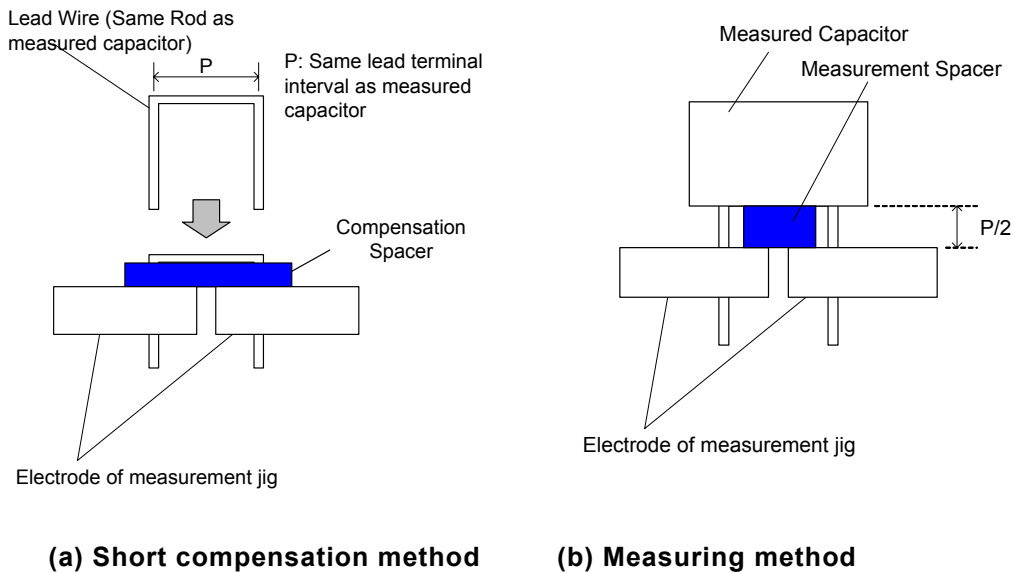 Lead Wire (Same Rod as
measured capacitor)
P
P: Same lead terminal
interval as measured
capacitor
Compensation
Spacer
Electrode of measurement jig
(a) Short compensation method
Measured Capacitor
Measurement Spacer
P/2
Electrode of measurement jig
(b) Measuring method